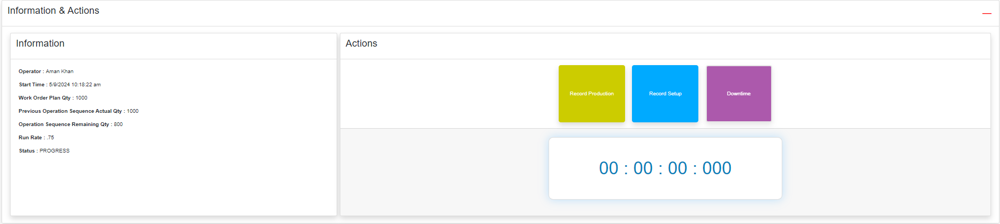 Information & Actions
Information
Operator : Aman Khan
Start Time : 5/9/2024 10:18:22 am
Work Order Plan Qty : 1000
Previous Operation Sequence Actual Qty : 1000
Operation Sequence Remaining Qty : 800
Run Rate : .75
Status : PROGRESS
Actions
Record Production
Record Setup
Downtime
00 : 00 : 00 : 000